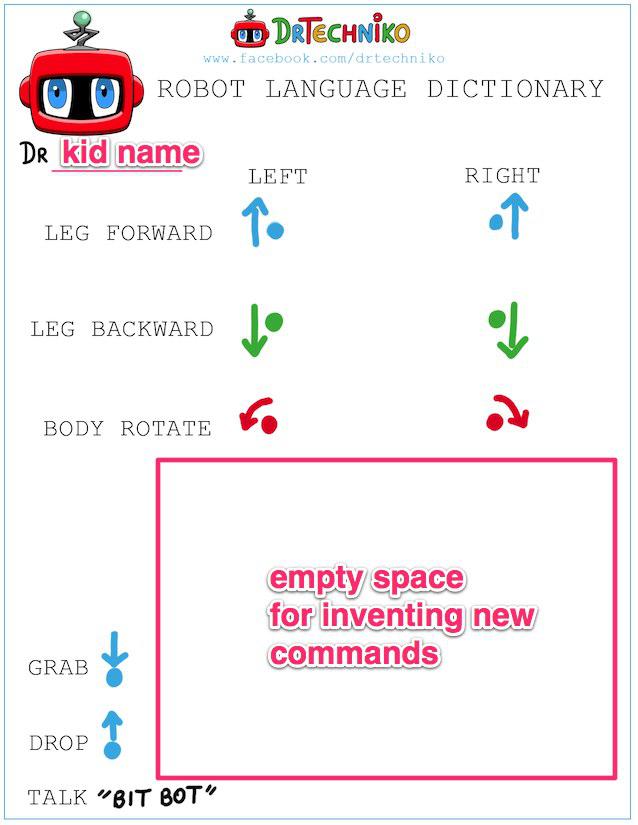 DRTECHNIKO
www.facebook.com/drtechniko
ROBOT LANGUAGE DICTIONARY
DR kid name
LEFT RIGHT
LEG FORWARD
LEG BACKWARD
BODY ROTATE
empty space
for inventing new
commands
GRAB
DROP
TALK "BIT BOT"